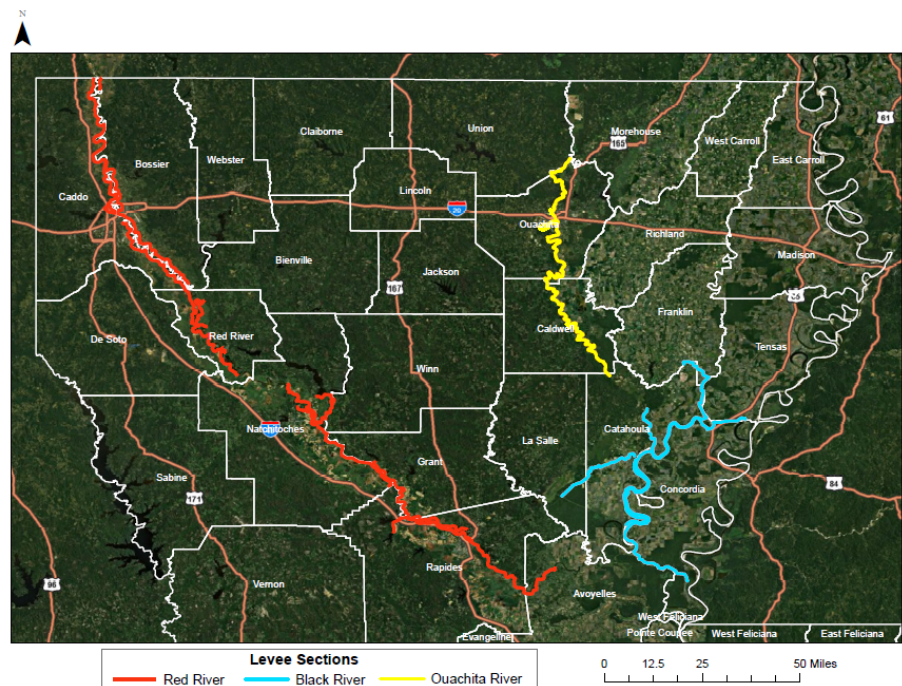 N
Claiborne
Union
Morehouse
165
West Carroll
East Carroll
61
Bossier
Webster
Lincoln
Caddo
20
Ouachita
Richland
Madison
Bienville
Jackson
167
65
Franklin
Tensas
De Soto
Red River
Caldwell
Winn
Natchitoches
La Salle
Catahoula
Sabine
171
Grant
Concordia
84
96
Vernon
Rapides
Avoyelles
Evangeline
West Feliciana
Pointe Coupee
West Feliciana
East Feliciana
Levee Sections
Red River Black River Ouachita River
0 12.5 25 50 Miles